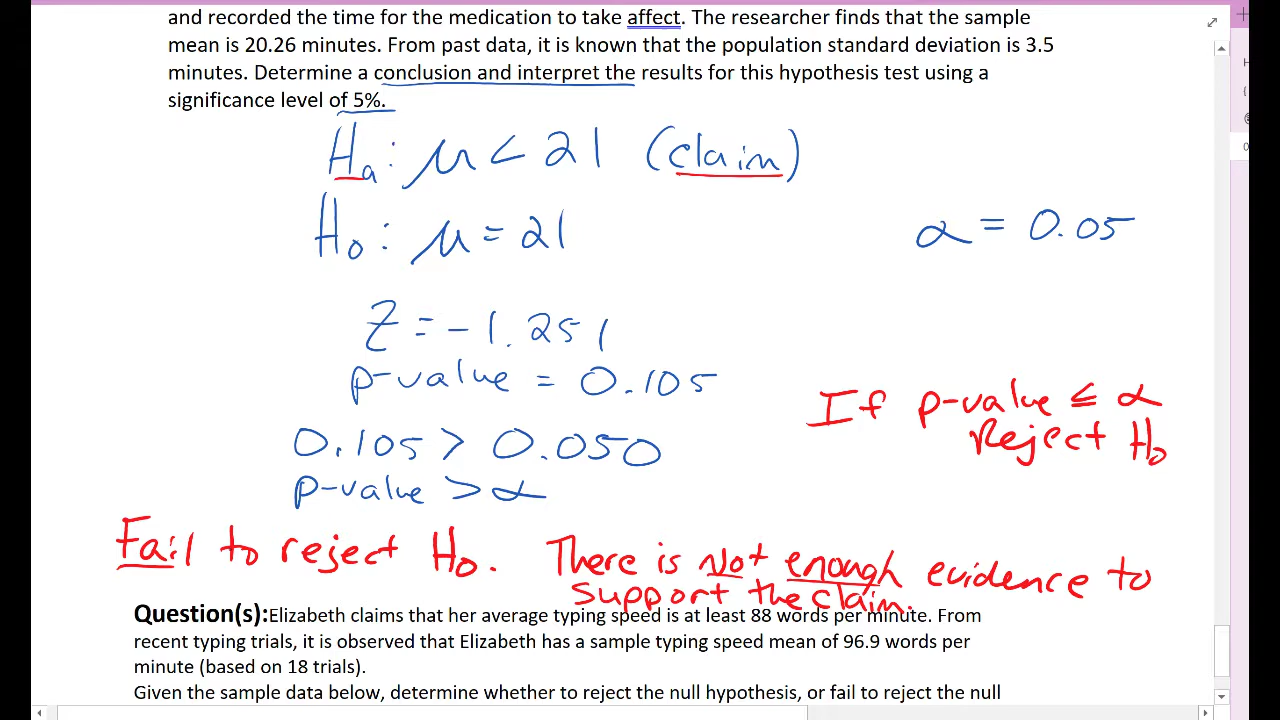 and recorded the time for the medication to take affect. The researcher finds that the sample
mean is 20.26 minutes. From past data, it is known that the population standard deviation is 3.5
minutes. Determine a conclusion and interpret the results for this hypothesis test using a
significance level of 5%.
Ha: μ < 21 (claim)
H0: μ = 21
α = 0.05
Z = -1.251
p-value = 0.105
If p-value ≤ α
Reject H0
0.105 > 0.050
p-value > α
Fail to reject H0. There is not enough evidence to
support the claim.
Question(s):Elizabeth claims that her average typing speed is at least 88 words per minute. From
recent typing trials, it is observed that Elizabeth has a sample typing speed mean of 96.9 words per
minute (based on 18 trials).
Given the sample data below, determine whether to reject the null hypothesis, or fail to reject the null